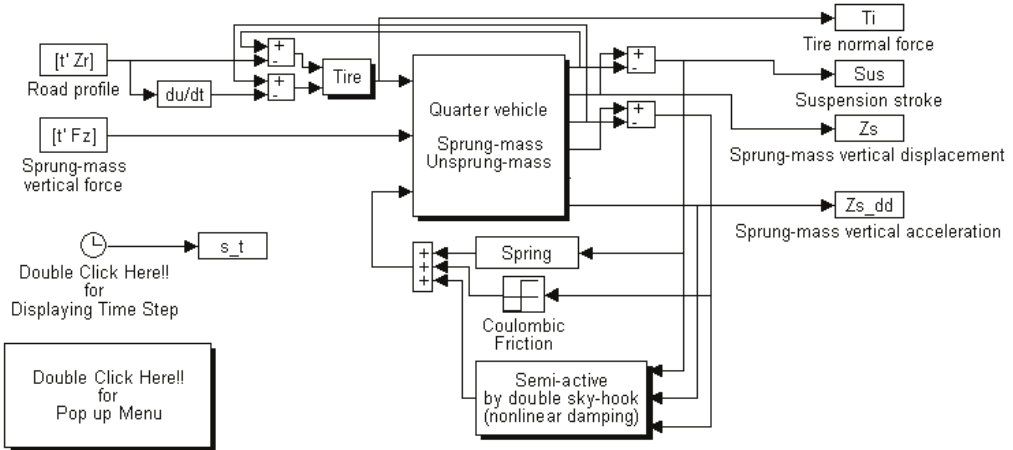 Ti
Tire normal force
[t' Zr]
Road profile
du/dt
+
-
+
-
Tire
+
-
Sus
Suspension stroke
Quarter vehicle
Sprung-mass
Unsprung-mass
+
-
Zs
Sprung-mass vertical displacement
[t' Fz]
Sprung-mass
vertical force
Zs_dd
Sprung-mass vertical acceleration
s_t
Double Click Here!!
for
Displaying Time Step
+
+
+
Spring
Coulombic
Friction
Double Click Here!!
for
Pop up Menu
Semi-active
by double sky-hook
(nonlinear damping)